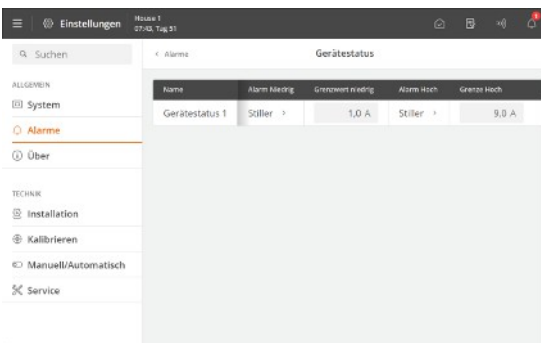 Einstellungen
House 1
07:43, Tag 31
Suchen
< Alarme
Gerätestatus
ALLGEMEIN
System
Alarme
Über
TECHNIK
Installation
Kalibrieren
Manuell/Automatisch
Service
Name Alarm Niedrig Grenzwert niedrig Alarm Hoch Grenze Hoch
Gerätestatus 1 Stiller > 1,0 A Stiller > 9,0 A